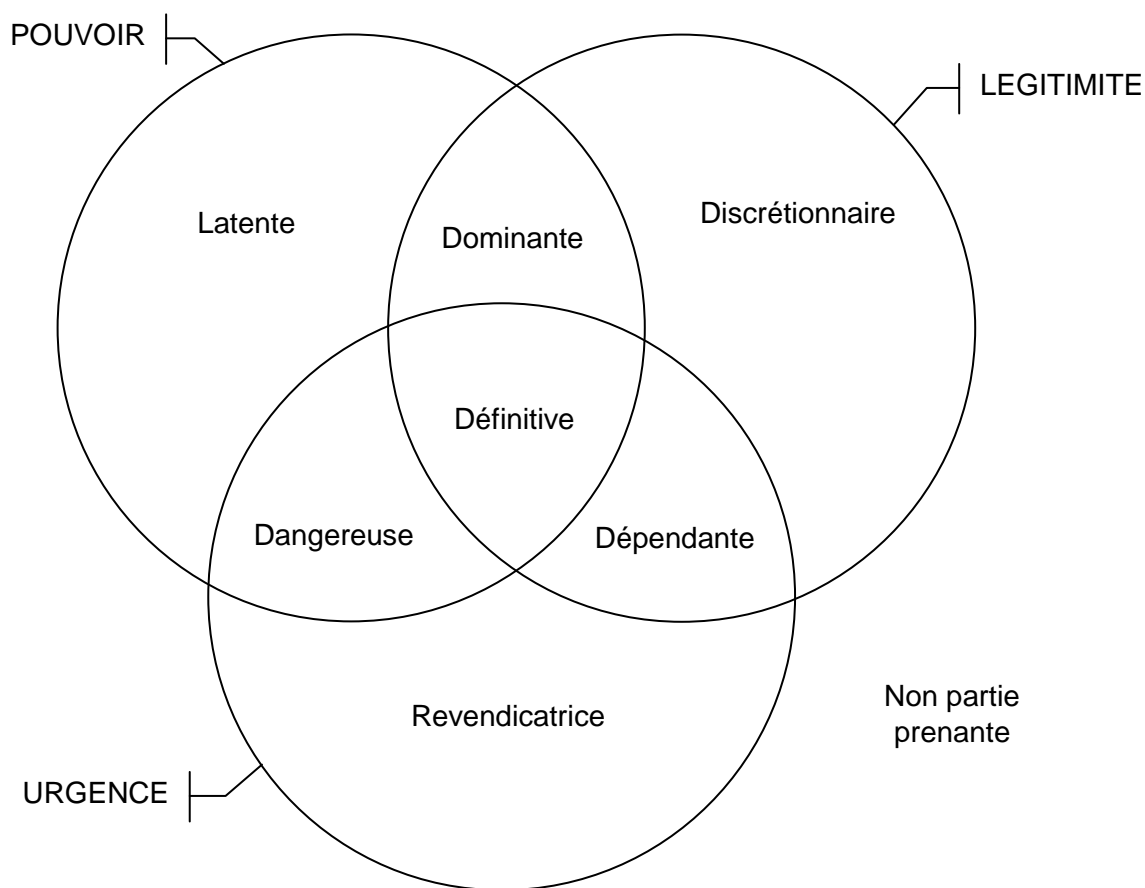 POUVOIR
LEGITIMITE
Latente
Dominante
Discrétionnaire
Définitive
Dangereuse
Dépendante
Revendicatrice
Non partie
prenante
URGENCE